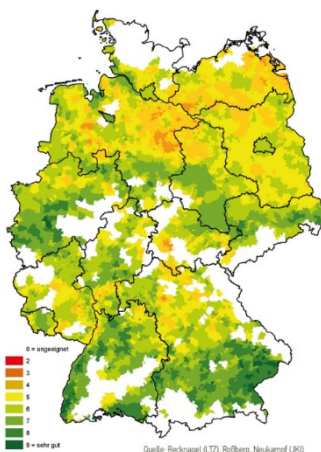 0 = ungeeignet
2
3
4
5
6
7
8
9 = sehr gut
Quelle: Recknagel (LTZ), Roßberg, Neukampf (JKI)